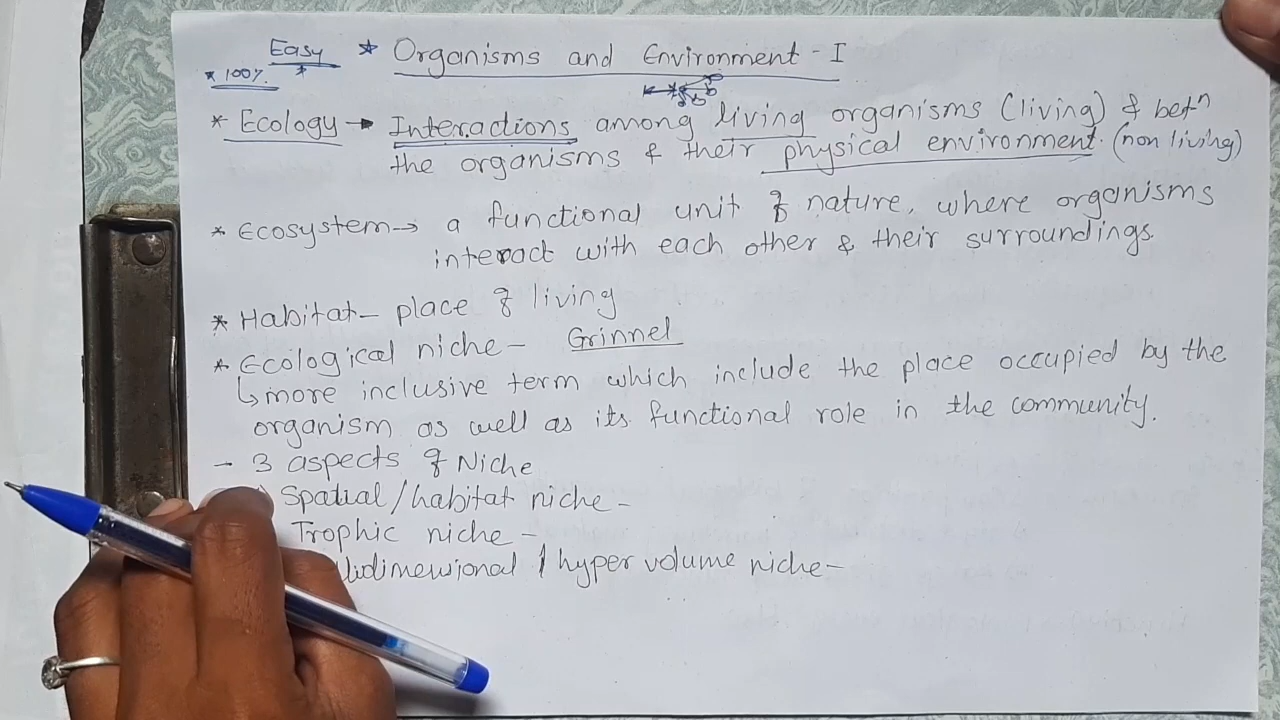 Easy * Organisms and Environment - I
* 100%.
* Ecology → Interactions among living organisms (living) & betⁿ
the organisms & their physical environment. (non living)
* Ecosystem → a functional unit of nature, where organisms
interact with each other & their surroundings.
* Habitat - place of living
* Ecological niche - Grinnel
↳ more inclusive term which include the place occupied by the
organism as well as its functional role in the community.
- 3 aspects of Niche
Spatial/habitat niche -
Trophic niche -
/ hyper volume niche -